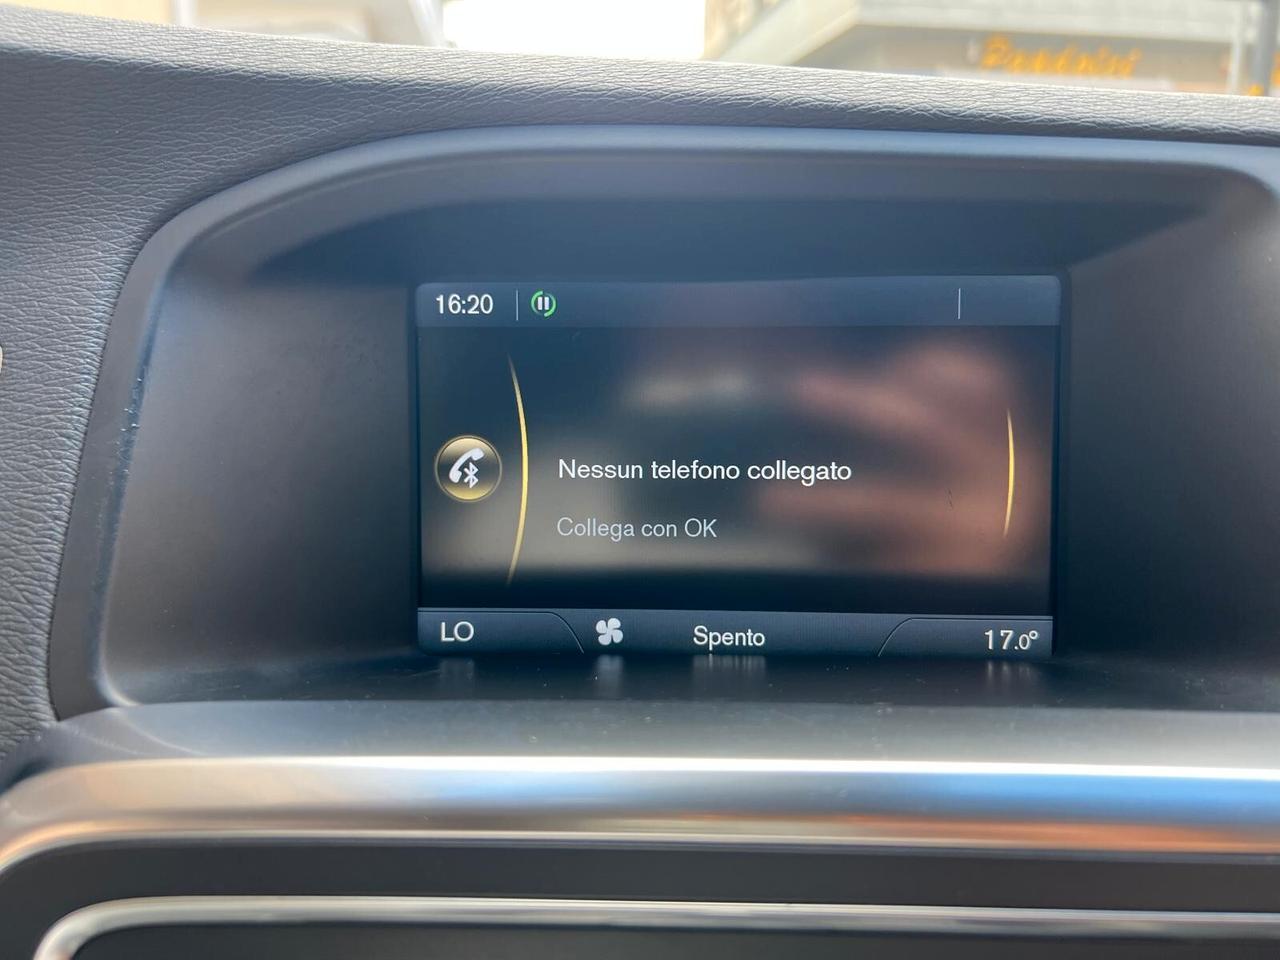 16:20
Nessun telefono collegato
Collega con OK
LO
Spento
17.0°